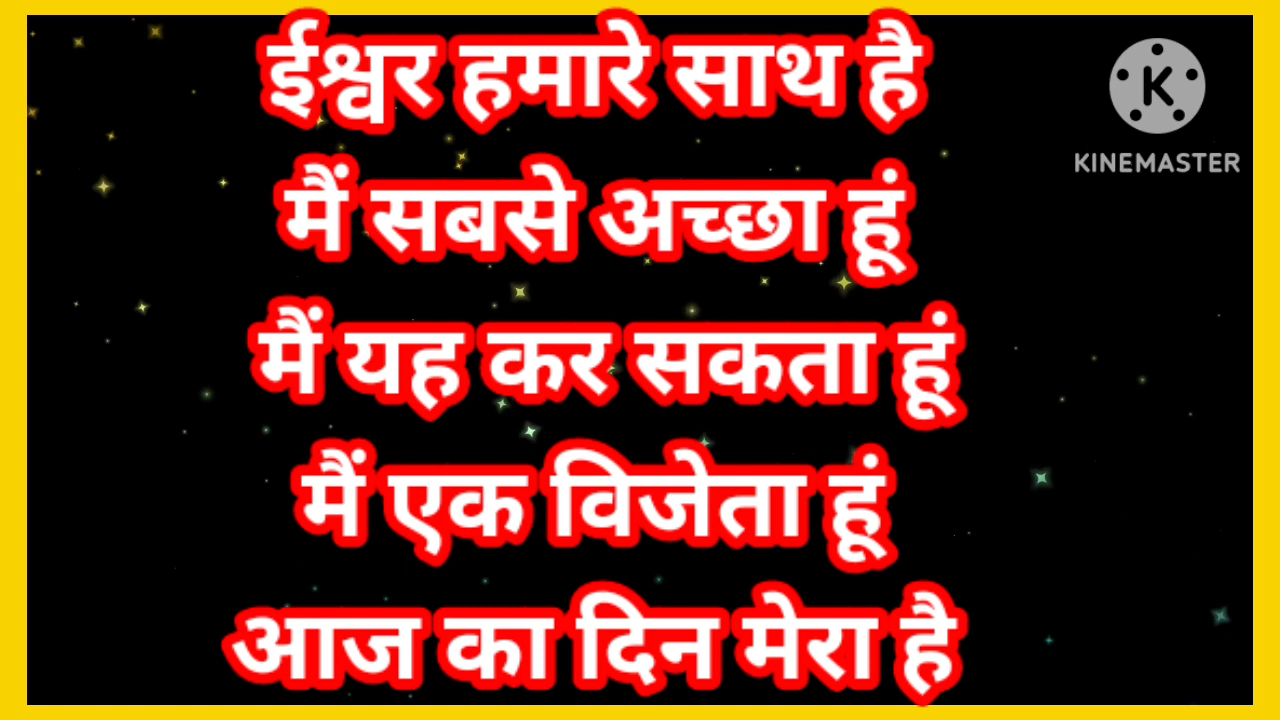 ईश्वर हमारे साथ है
मैं सबसे अच्छा हूं
मैं यह कर सकता हूं
मैं एक विजेता हूं
आज का दिन मेरा है
K
KINEMASTER